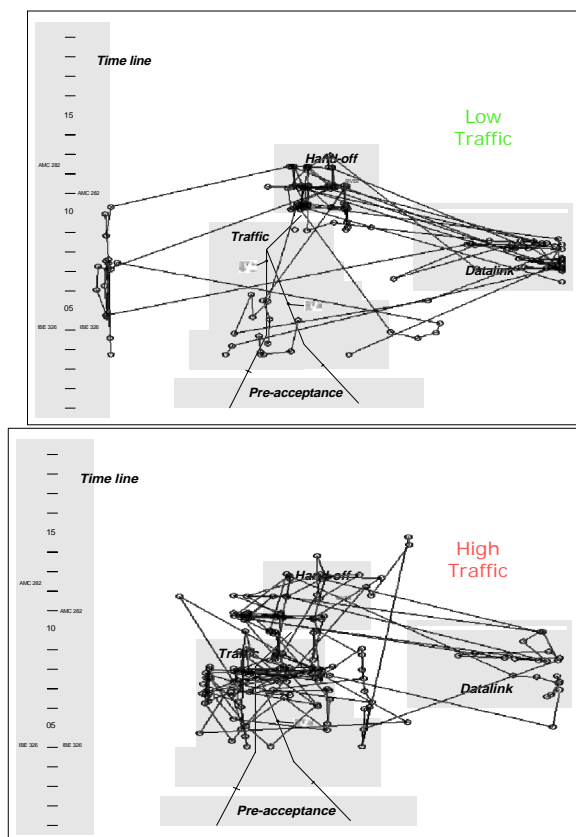 Time line
Low
Traffic
15
AMC 282
Hand-off
AMC 282
10
Traffic
Datalink
05
IBE 326
IBE 326
Pre-acceptance
Time line
15
High
Traffic
AMC 282
Hand-off
AMC 282
10
Traffic
Datalink
05
IBE 326
IBE 326
Pre-acceptance